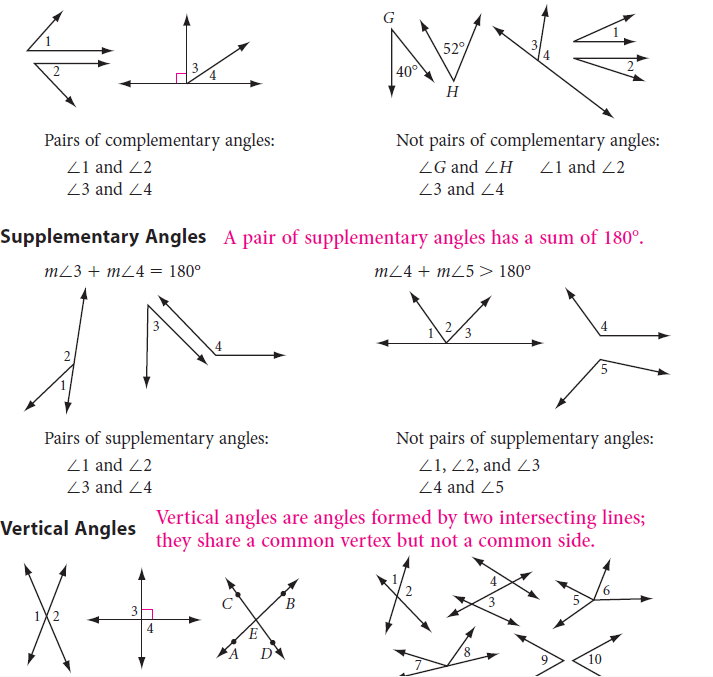 1
2
3
4
G
40°
52°
H
3
4
1
2
Pairs of complementary angles:
∠1 and ∠2
∠3 and ∠4
Not pairs of complementary angles:
∠G and ∠H ∠1 and ∠2
∠3 and ∠4
Supplementary Angles A pair of supplementary angles has a sum of 180°.
m∠3 + m∠4 = 180°
m∠4 + m∠5 > 180°
2
1
3
4
1
2
3
4
5
Pairs of supplementary angles:
∠1 and ∠2
∠3 and ∠4
Not pairs of supplementary angles:
∠1, ∠2, and ∠3
∠4 and ∠5
Vertical Angles
Vertical angles are angles formed by two intersecting lines;
they share a common vertex but not a common side.
1
2
3
4
C
B
E
A
D
1
2
4
3
5
6
7
8
9
10